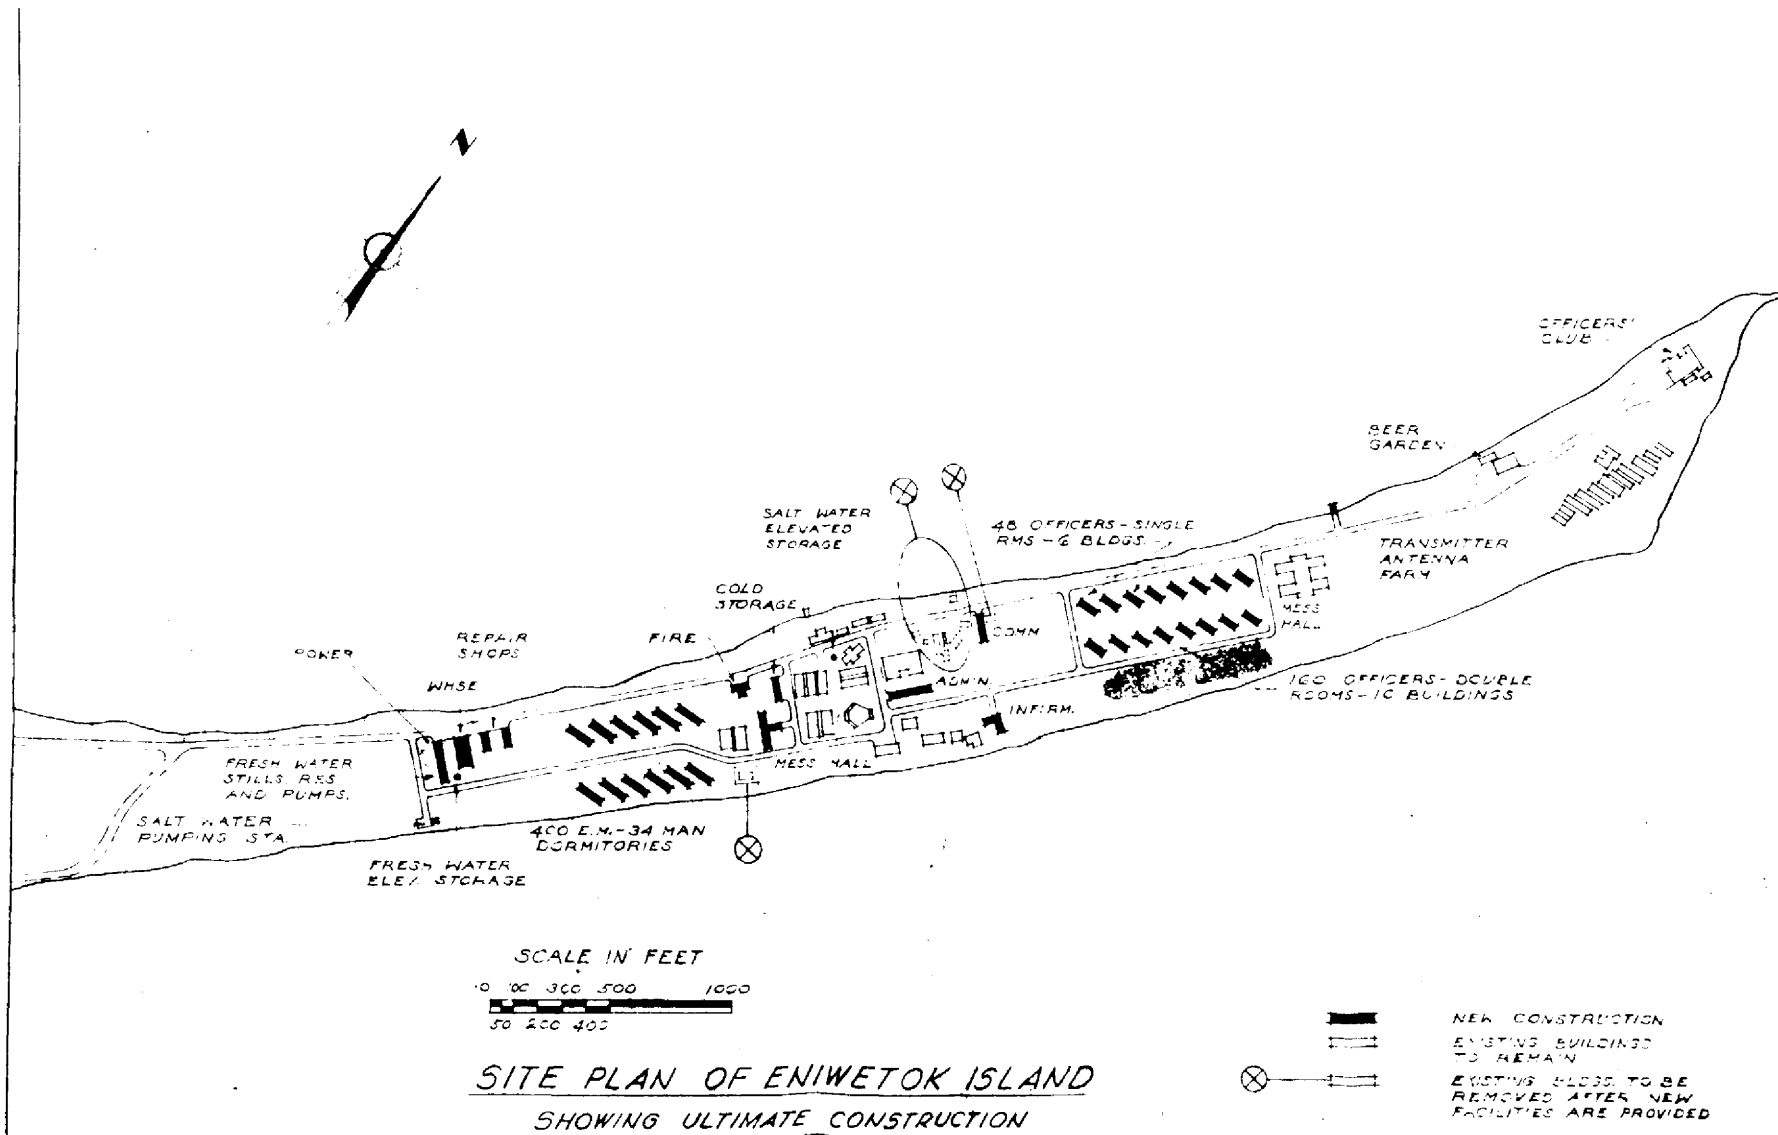 N
OFFICERS'
CLUB
BEER
GARDEN
SALT WATER
ELEVATED
STORAGE
48 OFFICERS-SINGLE
RMS-6 BLDGS.
TRANSMITTER
ANTENNA
FARM
COLD
STORAGE
MESS
HALL
REPAIR
SHOPS
FIRE
COMM.
POWER
WHSE
ADMIN.
160 OFFICERS-DOUBLE
ROOMS-16 BUILDINGS
INFIRM.
FRESH WATER
STILLS, RES.
AND PUMPS.
MESS HALL
SALT WATER
PUMPING STA.
400 E.M.-34 MAN
DORMITORIES
FRESH WATER
ELEV. STORAGE
SCALE IN FEET
0 100 300 500 1000
50 200 400
NEW CONSTRUCTION
EXISTING BUILDINGS
TO REMAIN
EXISTING BLDGS. TO BE
REMOVED AFTER NEW
FACILITIES ARE PROVIDED
SITE PLAN OF ENIWETOK ISLAND
SHOWING ULTIMATE CONSTRUCTION